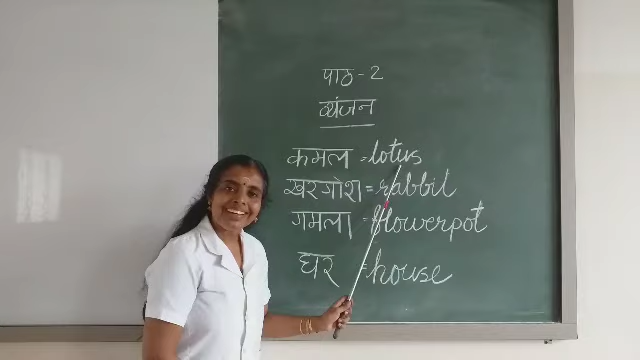 पाठ - 2
व्यंजन
कमल = lotus
खरगोश = rabbit
गमला = flowerpot
घर = house